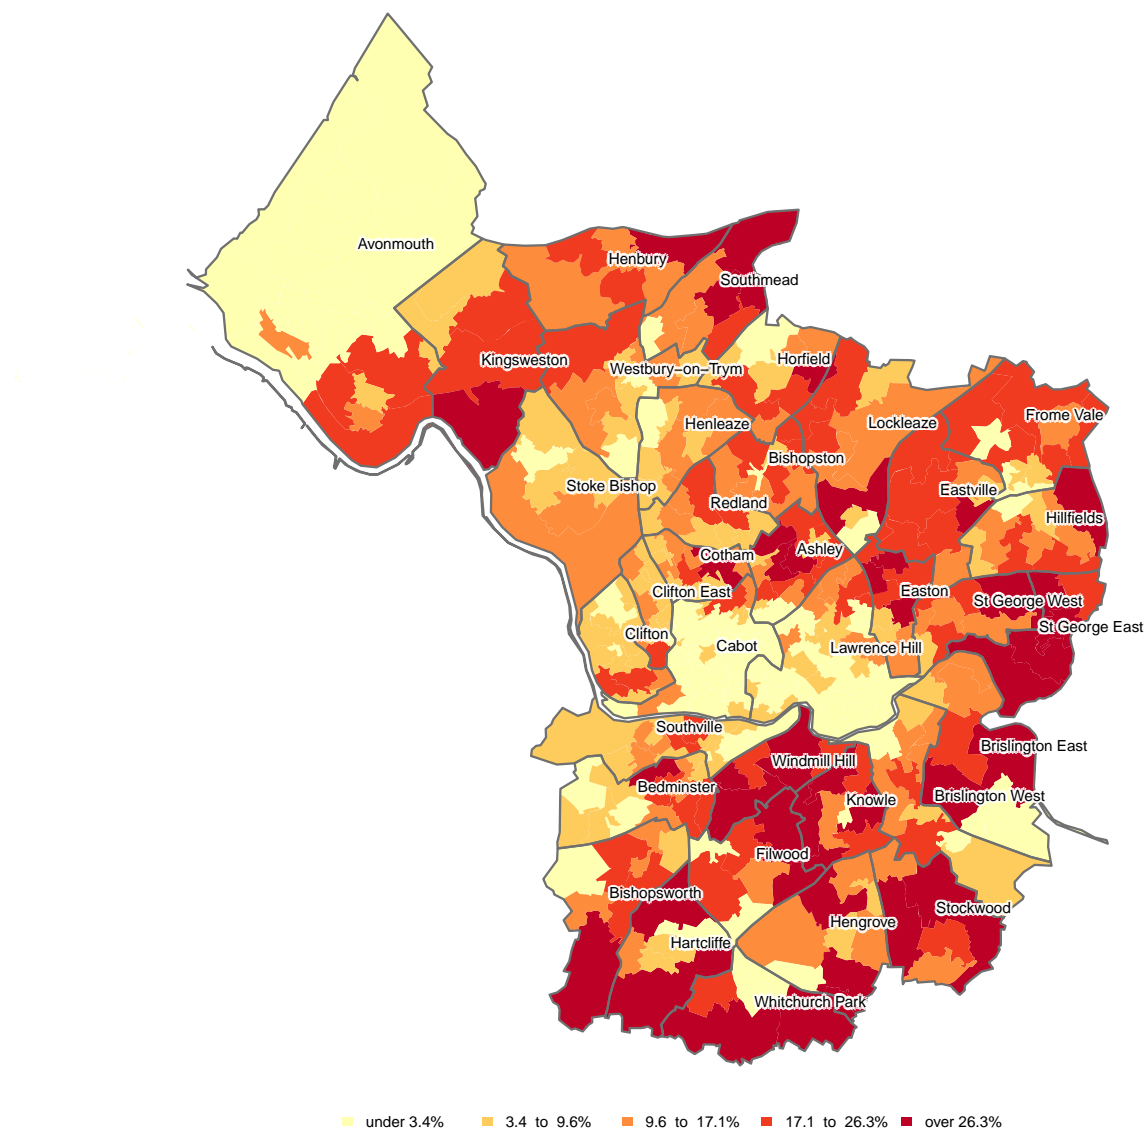 Avonmouth
Henbury
Southmead
Kingsweston
Westbury-on-Trym
Horfield
Henleaze
Lockleaze
Frome Vale
Bishopston
Stoke Bishop
Redland
Eastville
Hillfields
Cotham
Ashley
Clifton East
Easton
St George West
St George East
Clifton
Cabot
Lawrence Hill
Southville
Windmill Hill
Brislington East
Bedminster
Knowle
Brislington West
Filwood
Bishopsworth
Hengrove
Stockwood
Hartcliffe
Whitchurch Park
under 3.4% 3.4 to 9.6% 9.6 to 17.1% 17.1 to 26.3% over 26.3%